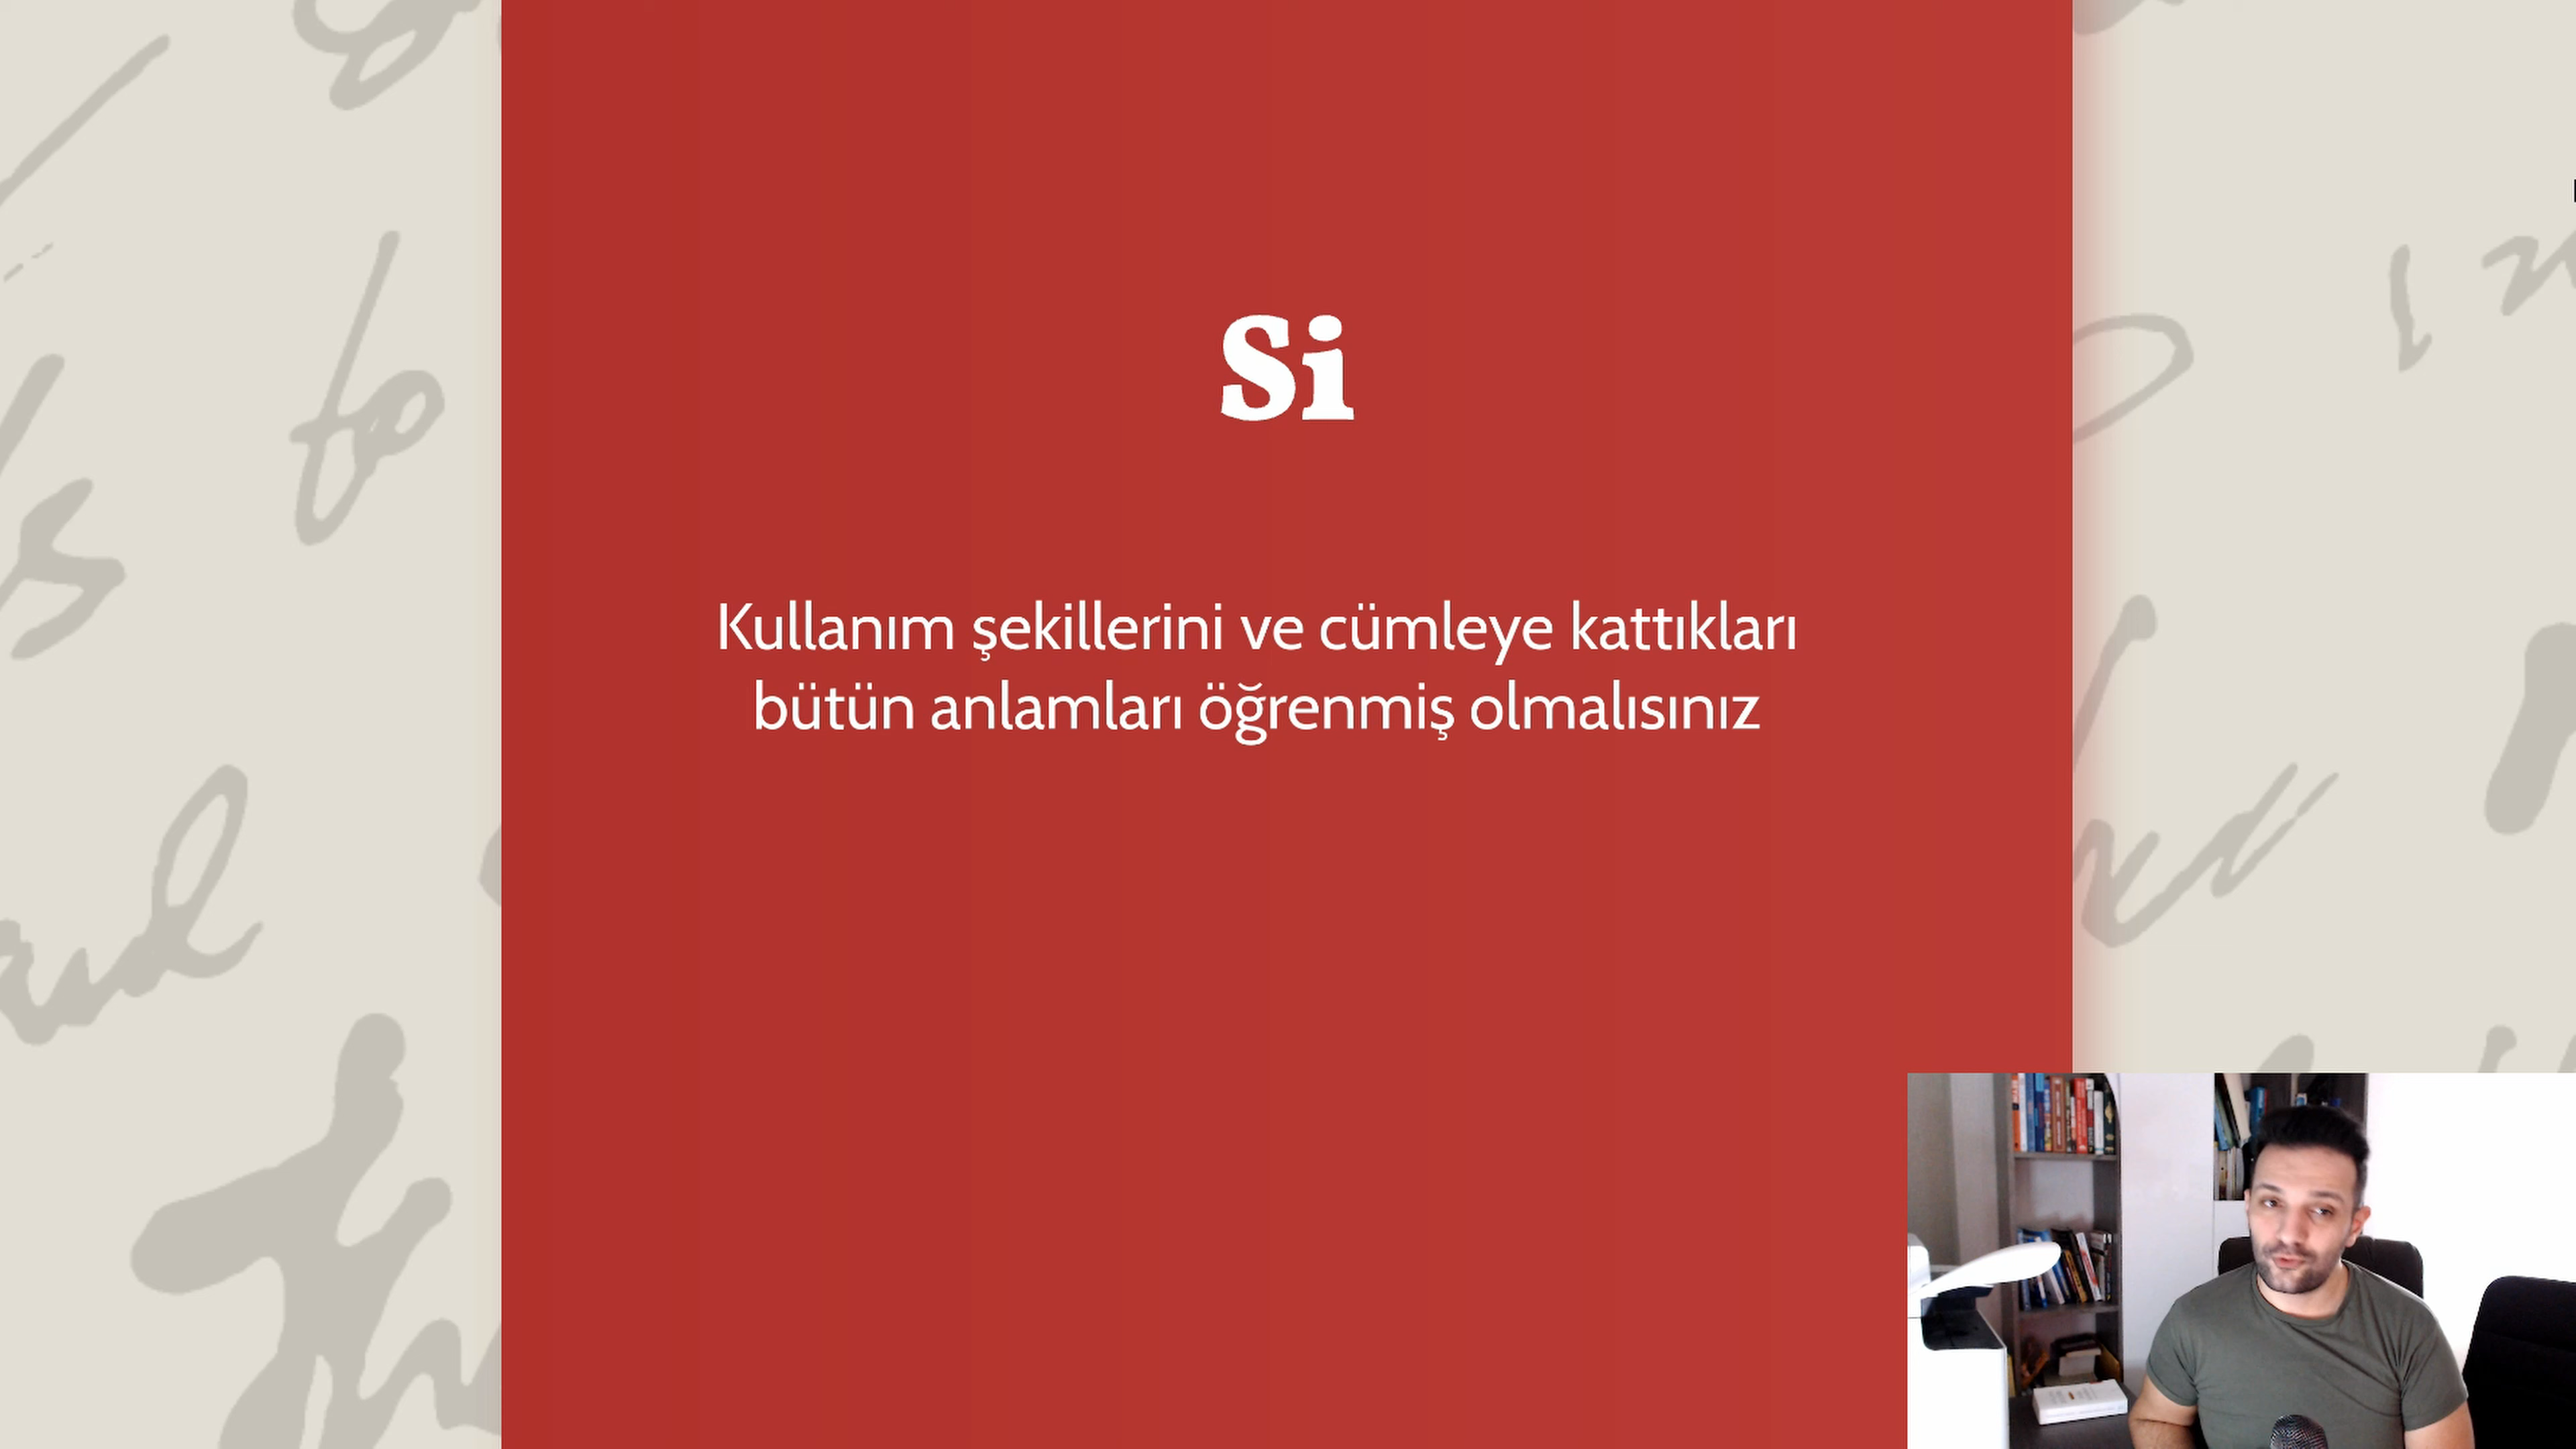 Si
Kullanım şekillerini ve cümleye kattıkları
bütün anlamları öğrenmiş olmalısınız